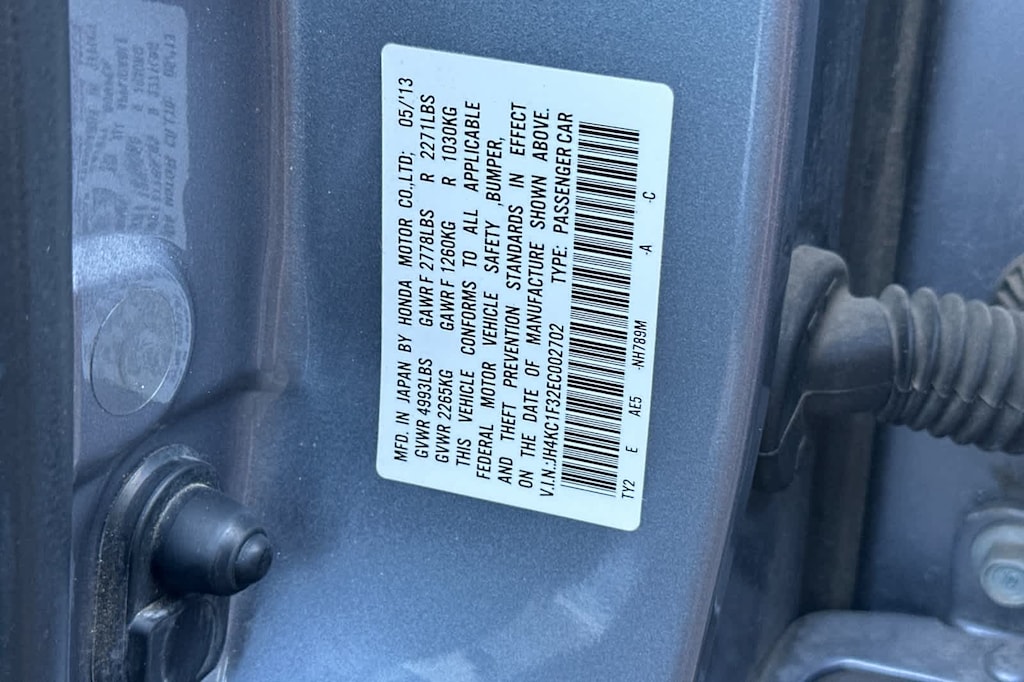 MFD. IN JAPAN BY HONDA MOTOR CO.,LTD; 05/'13
GVWR 4993LBS GAWR F 2778LBS R 2271LBS
GVWR 2265KG GAWR F 1260KG R 1030KG
THIS VEHICLE CONFORMS TO ALL APPLICABLE
FEDERAL MOTOR VEHICLE SAFETY ,BUMPER,
AND THEFT PREVENTION STANDARDS IN EFFECT
ON THE DATE OF MANUFACTURE SHOWN ABOVE.
V.I.N.:JH4KC1F32EC002702 TYPE: PASSENGER CAR
TY2 E AE5 -NH789M -A -C